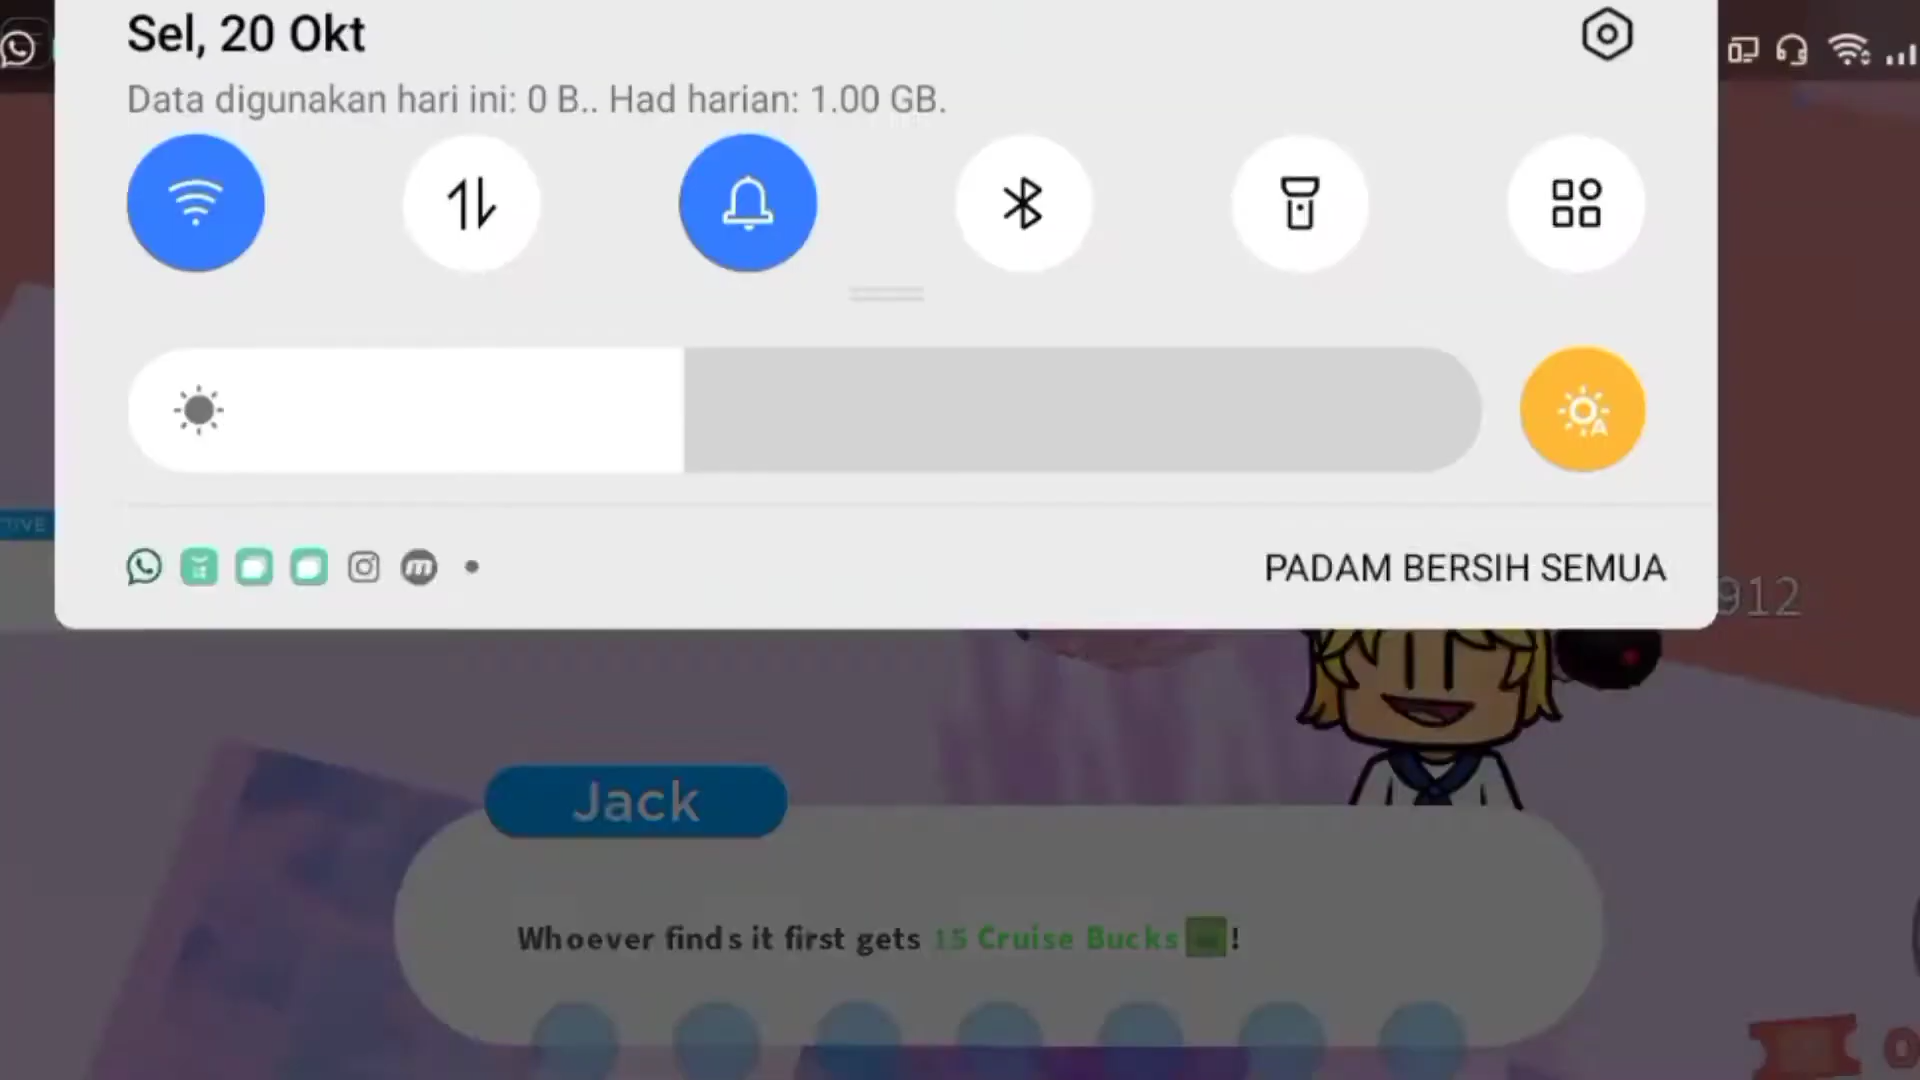 Sel, 20 Okt
Data digunakan hari ini: 0 B.. Had harian: 1.00 GB.
PADAM BERSIH SEMUA
912
Jack
Whoever finds it first gets 15 Cruise Bucks !